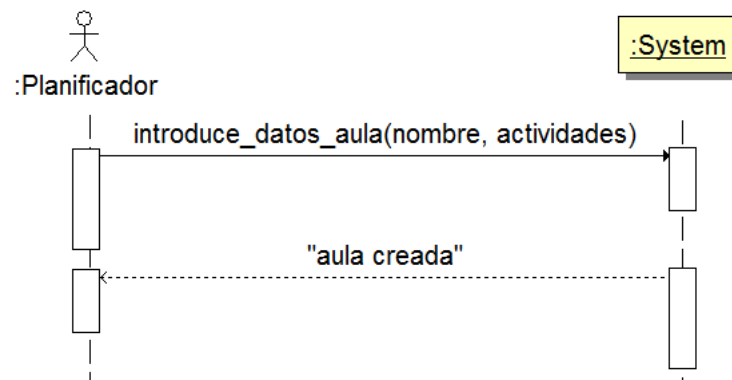 :System
:Planificador
introduce_datos_aula(nombre, actividades)
"aula creada"